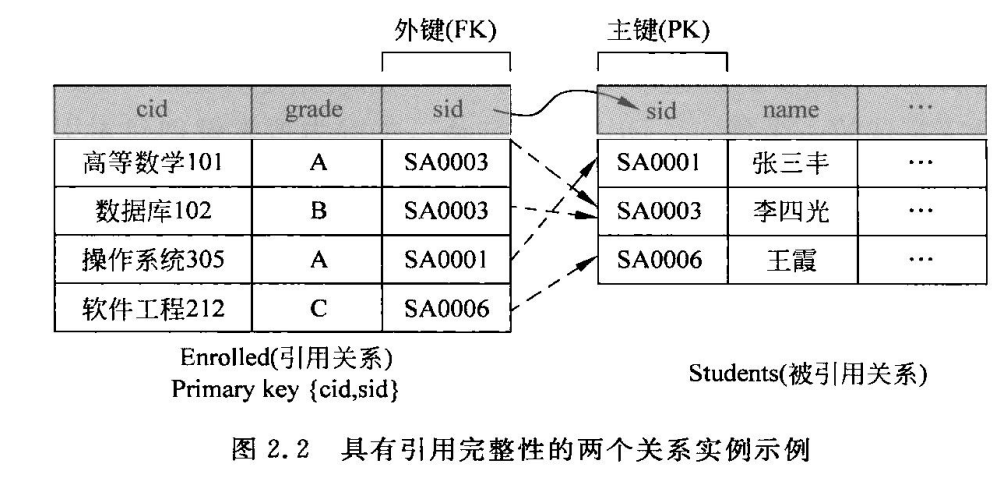 外键(FK) 主键(PK)
cid grade sid sid name ···
高等数学101 A SA0003 SA0001 张三丰 ···
数据库102 B SA0003 SA0003 李四光 ···
操作系统305 A SA0001 SA0006 王霞 ···
软件工程212 C SA0006
Enrolled(引用关系) Students(被引用关系)
Primary key {cid,sid}
图 2.2 具有引用完整性的两个关系实例示例